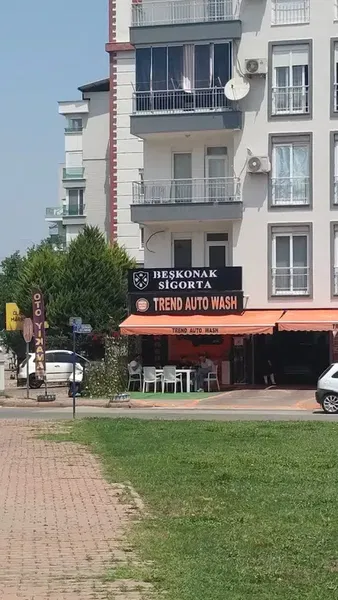 BEŞKONAK
SİGORTA
TREND AUTO WASH
TREND AUTO WASH
OTO YIKAMA